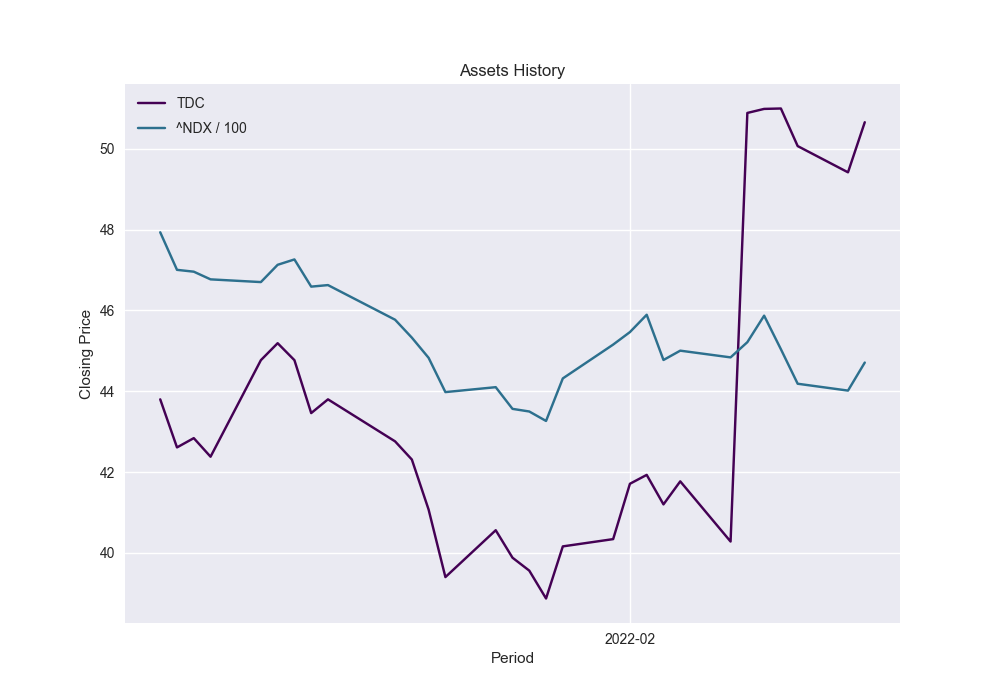 Assets History
TDC
^NDX / 100
50
48
46
44
42
40
Closing Price
2022-02
Period